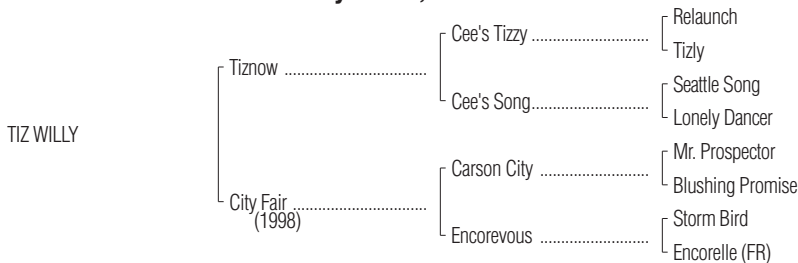 Relaunch
Cee's Tizzy ..............................
Tizly
Tiznow ....................................
Seattle Song
Cee's Song..............................
Lonely Dancer
TIZ WILLY
Mr. Prospector
Carson City ............................
Blushing Promise
City Fair ..................................
(1998)
Storm Bird
Encorevous ............................
Encorelle (FR)